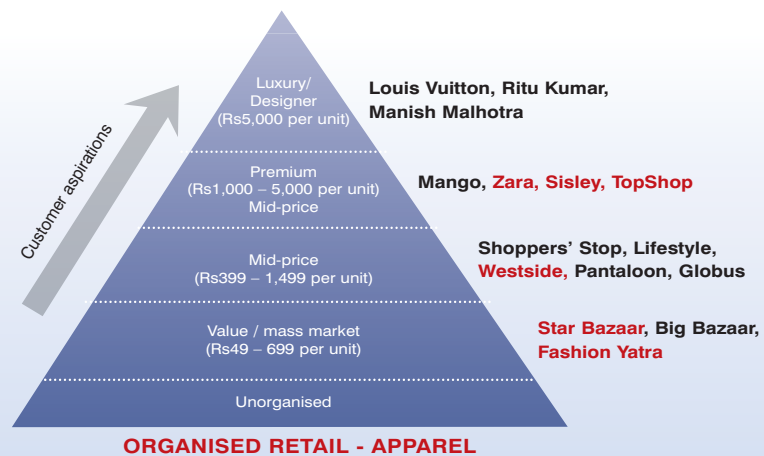 Luxury/
Designer
(Rs5,000 per unit)
Louis Vuitton, Ritu Kumar,
Manish Malhotra
Customer aspirations
Premium
(Rs1,000 – 5,000 per unit)
Mid-price
Mango, Zara, Sisley, TopShop
Mid-price
(Rs399 – 1,499 per unit)
Shoppers' Stop, Lifestyle,
Westside, Pantaloon, Globus
Value / mass market
(Rs49 – 699 per unit)
Star Bazaar, Big Bazaar,
Fashion Yatra
Unorganised
ORGANISED RETAIL - APPAREL